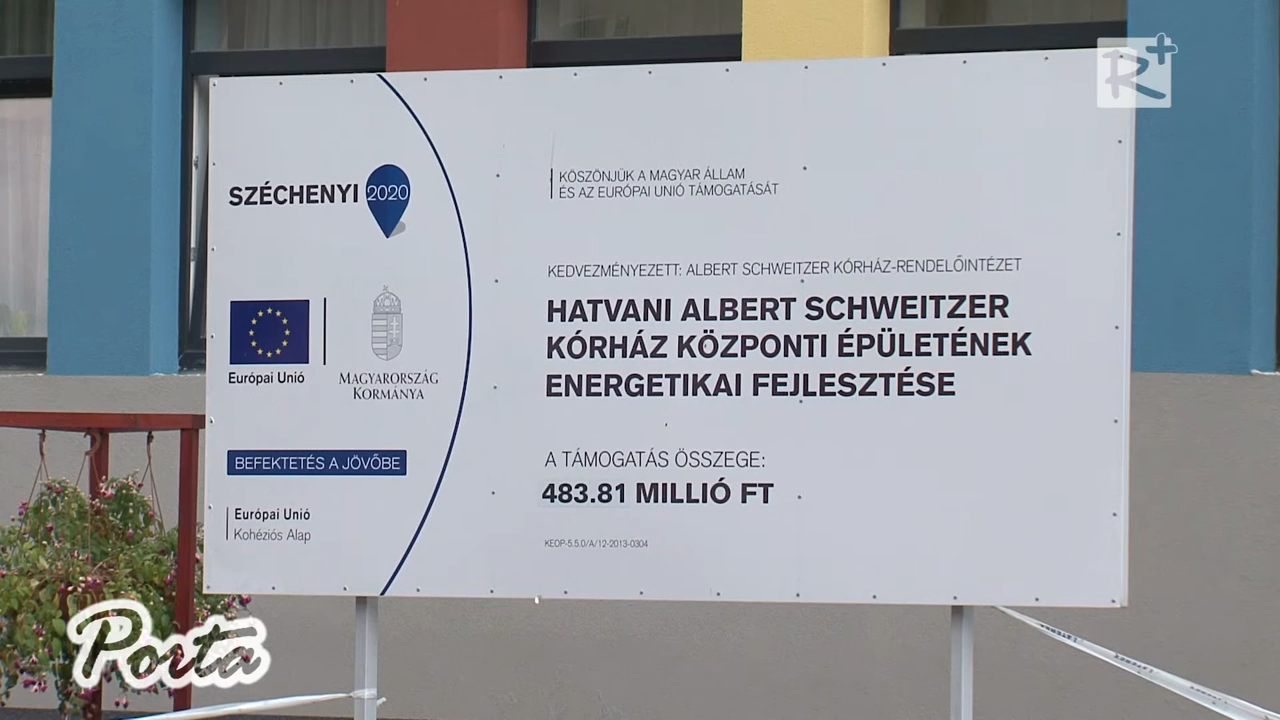 R+
SZÉCHENYI 2020
Európai Unió
MAGYARORSZÁG
KORMÁNYA
BEFEKTETÉS A JÖVŐBE
Európai Unió
Kohéziós Alap
KÖSZÖNJÜK A MAGYAR ÁLLAM
ÉS AZ EURÓPAI UNIÓ TÁMOGATÁSÁT
KEDVEZMÉNYEZETT: ALBERT SCHWEITZER KÓRHÁZ-RENDELŐINTÉZET
HATVANI ALBERT SCHWEITZER
KÓRHÁZ KÖZPONTI ÉPÜLETÉNEK
ENERGETIKAI FEJLESZTÉSE
A TÁMOGATÁS ÖSSZEGE:
483.81 MILLIÓ FT
KEOP-5.5.0/A/12-2013-0304
Porta